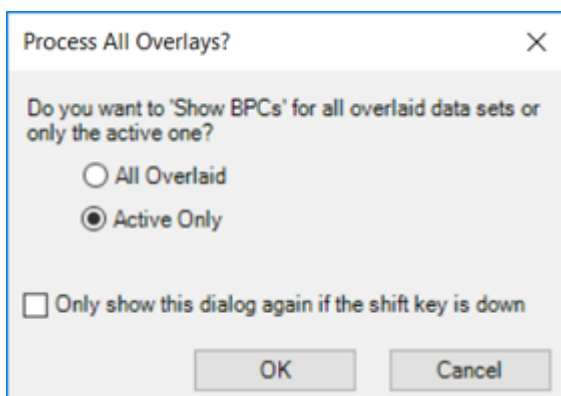 Process All Overlays?
Do you want to 'Show BPCs' for all overlaid data sets or
only the active one?
All Overlaid
Active Only
Only show this dialog again if the shift key is down
OK
Cancel